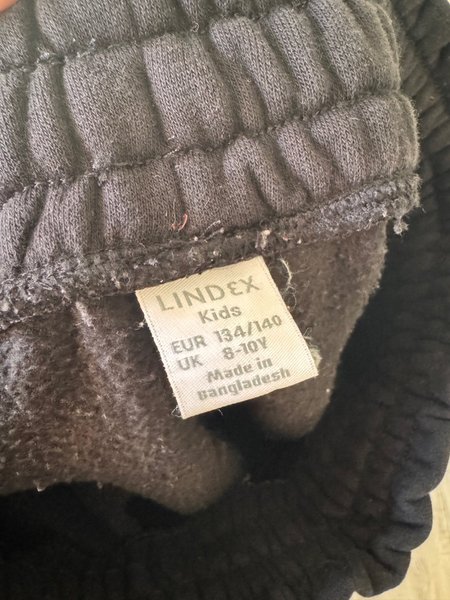 LINDEX
Kids
EUR 134/140
UK 8-10Y
Made in
Bangladesh